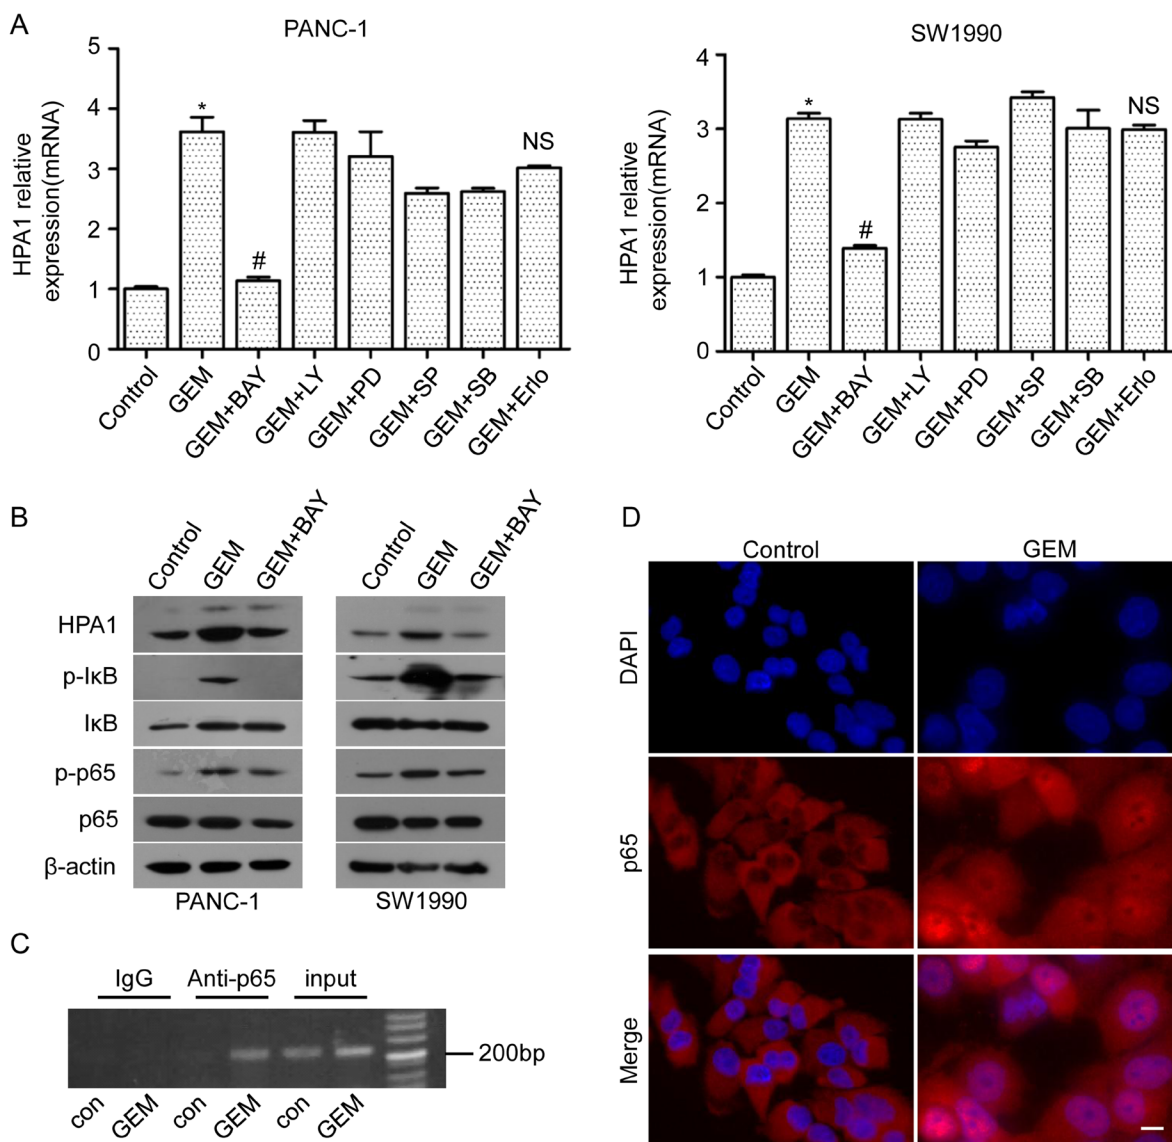 A
PANC-1
HPA1 relative
expression(mRNA)
5
4
3
2
1
0
*
#
NS
Control
GEM
GEM+BAY
GEM+LY
GEM+PD
GEM+SP
GEM+SB
GEM+Erlo
SW1990
HPA1 relative
expression(mRNA)
4
3
2
1
0
*
#
NS
Control
GEM
GEM+BAY
GEM+LY
GEM+PD
GEM+SP
GEM+SB
GEM+Erlo
B
Control
GEM
GEM+BAY
Control
GEM
GEM+BAY
HPA1
p-IκB
IκB
p-p65
p65
β-actin
PANC-1
SW1990
C
IgG
Anti-p65
input
200bp
con
GEM
con
GEM
con
GEM
D
Control
GEM
DAPI
p65
Merge